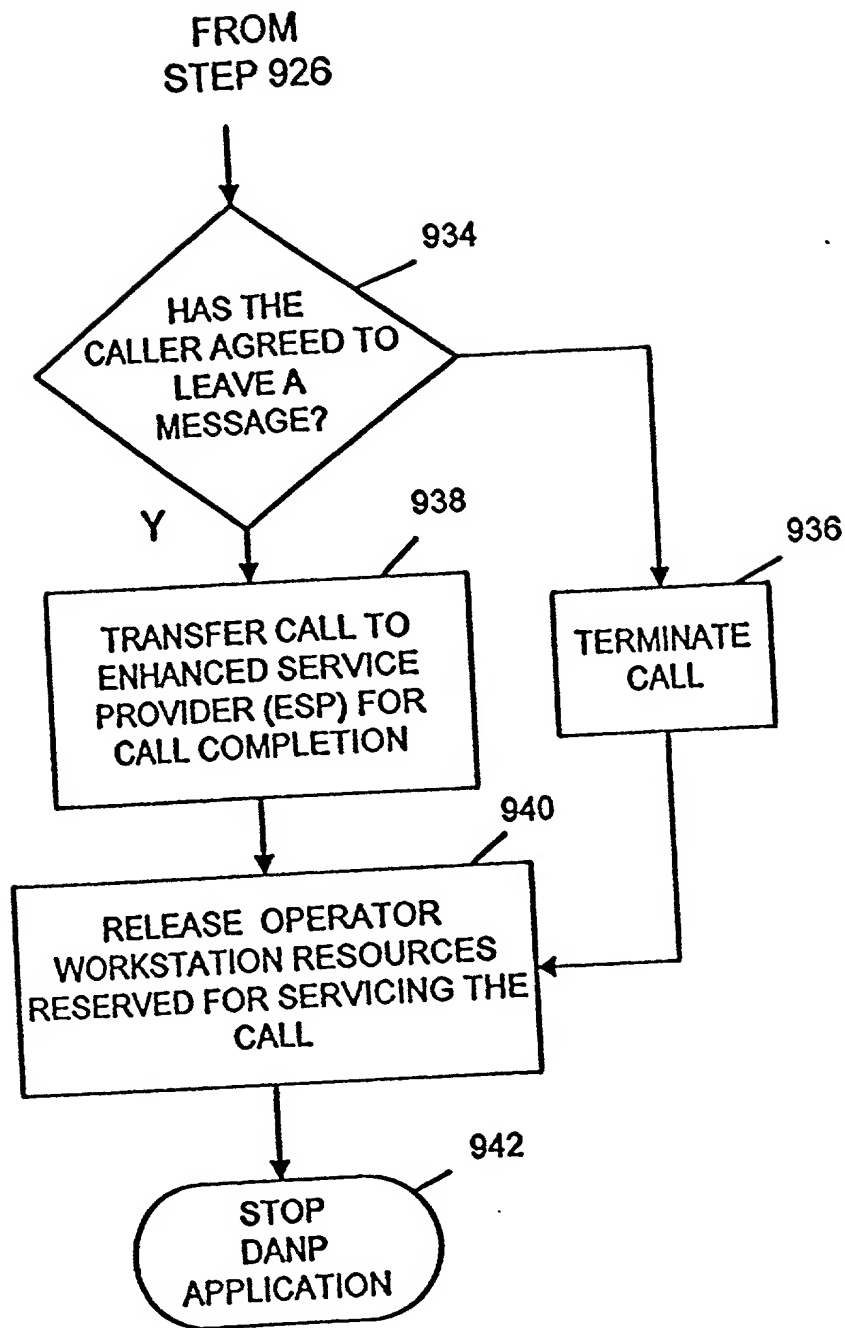 FROM
STEP 926
934
HAS THE
CALLER AGREED TO
LEAVE A
MESSAGE?
Y
938
936
TRANSFER CALL TO
ENHANCED SERVICE
PROVIDER (ESP) FOR
CALL COMPLETION
TERMINATE
CALL
940
RELEASE OPERATOR
WORKSTATION RESOURCES
RESERVED FOR SERVICING THE
CALL
942
STOP
DANP
APPLICATION